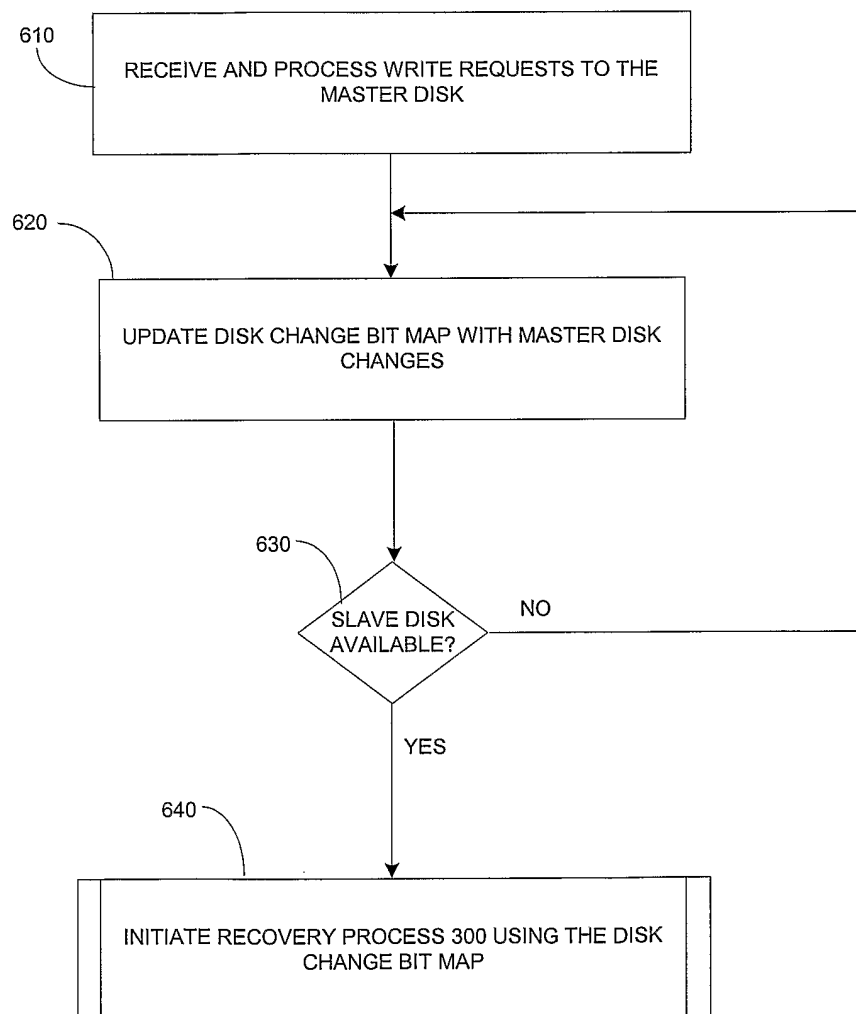 610
RECEIVE AND PROCESS WRITE REQUESTS TO THE
MASTER DISK
620
UPDATE DISK CHANGE BIT MAP WITH MASTER DISK
CHANGES
630
SLAVE DISK
AVAILABLE?
NO
YES
640
INITIATE RECOVERY PROCESS 300 USING THE DISK
CHANGE BIT MAP